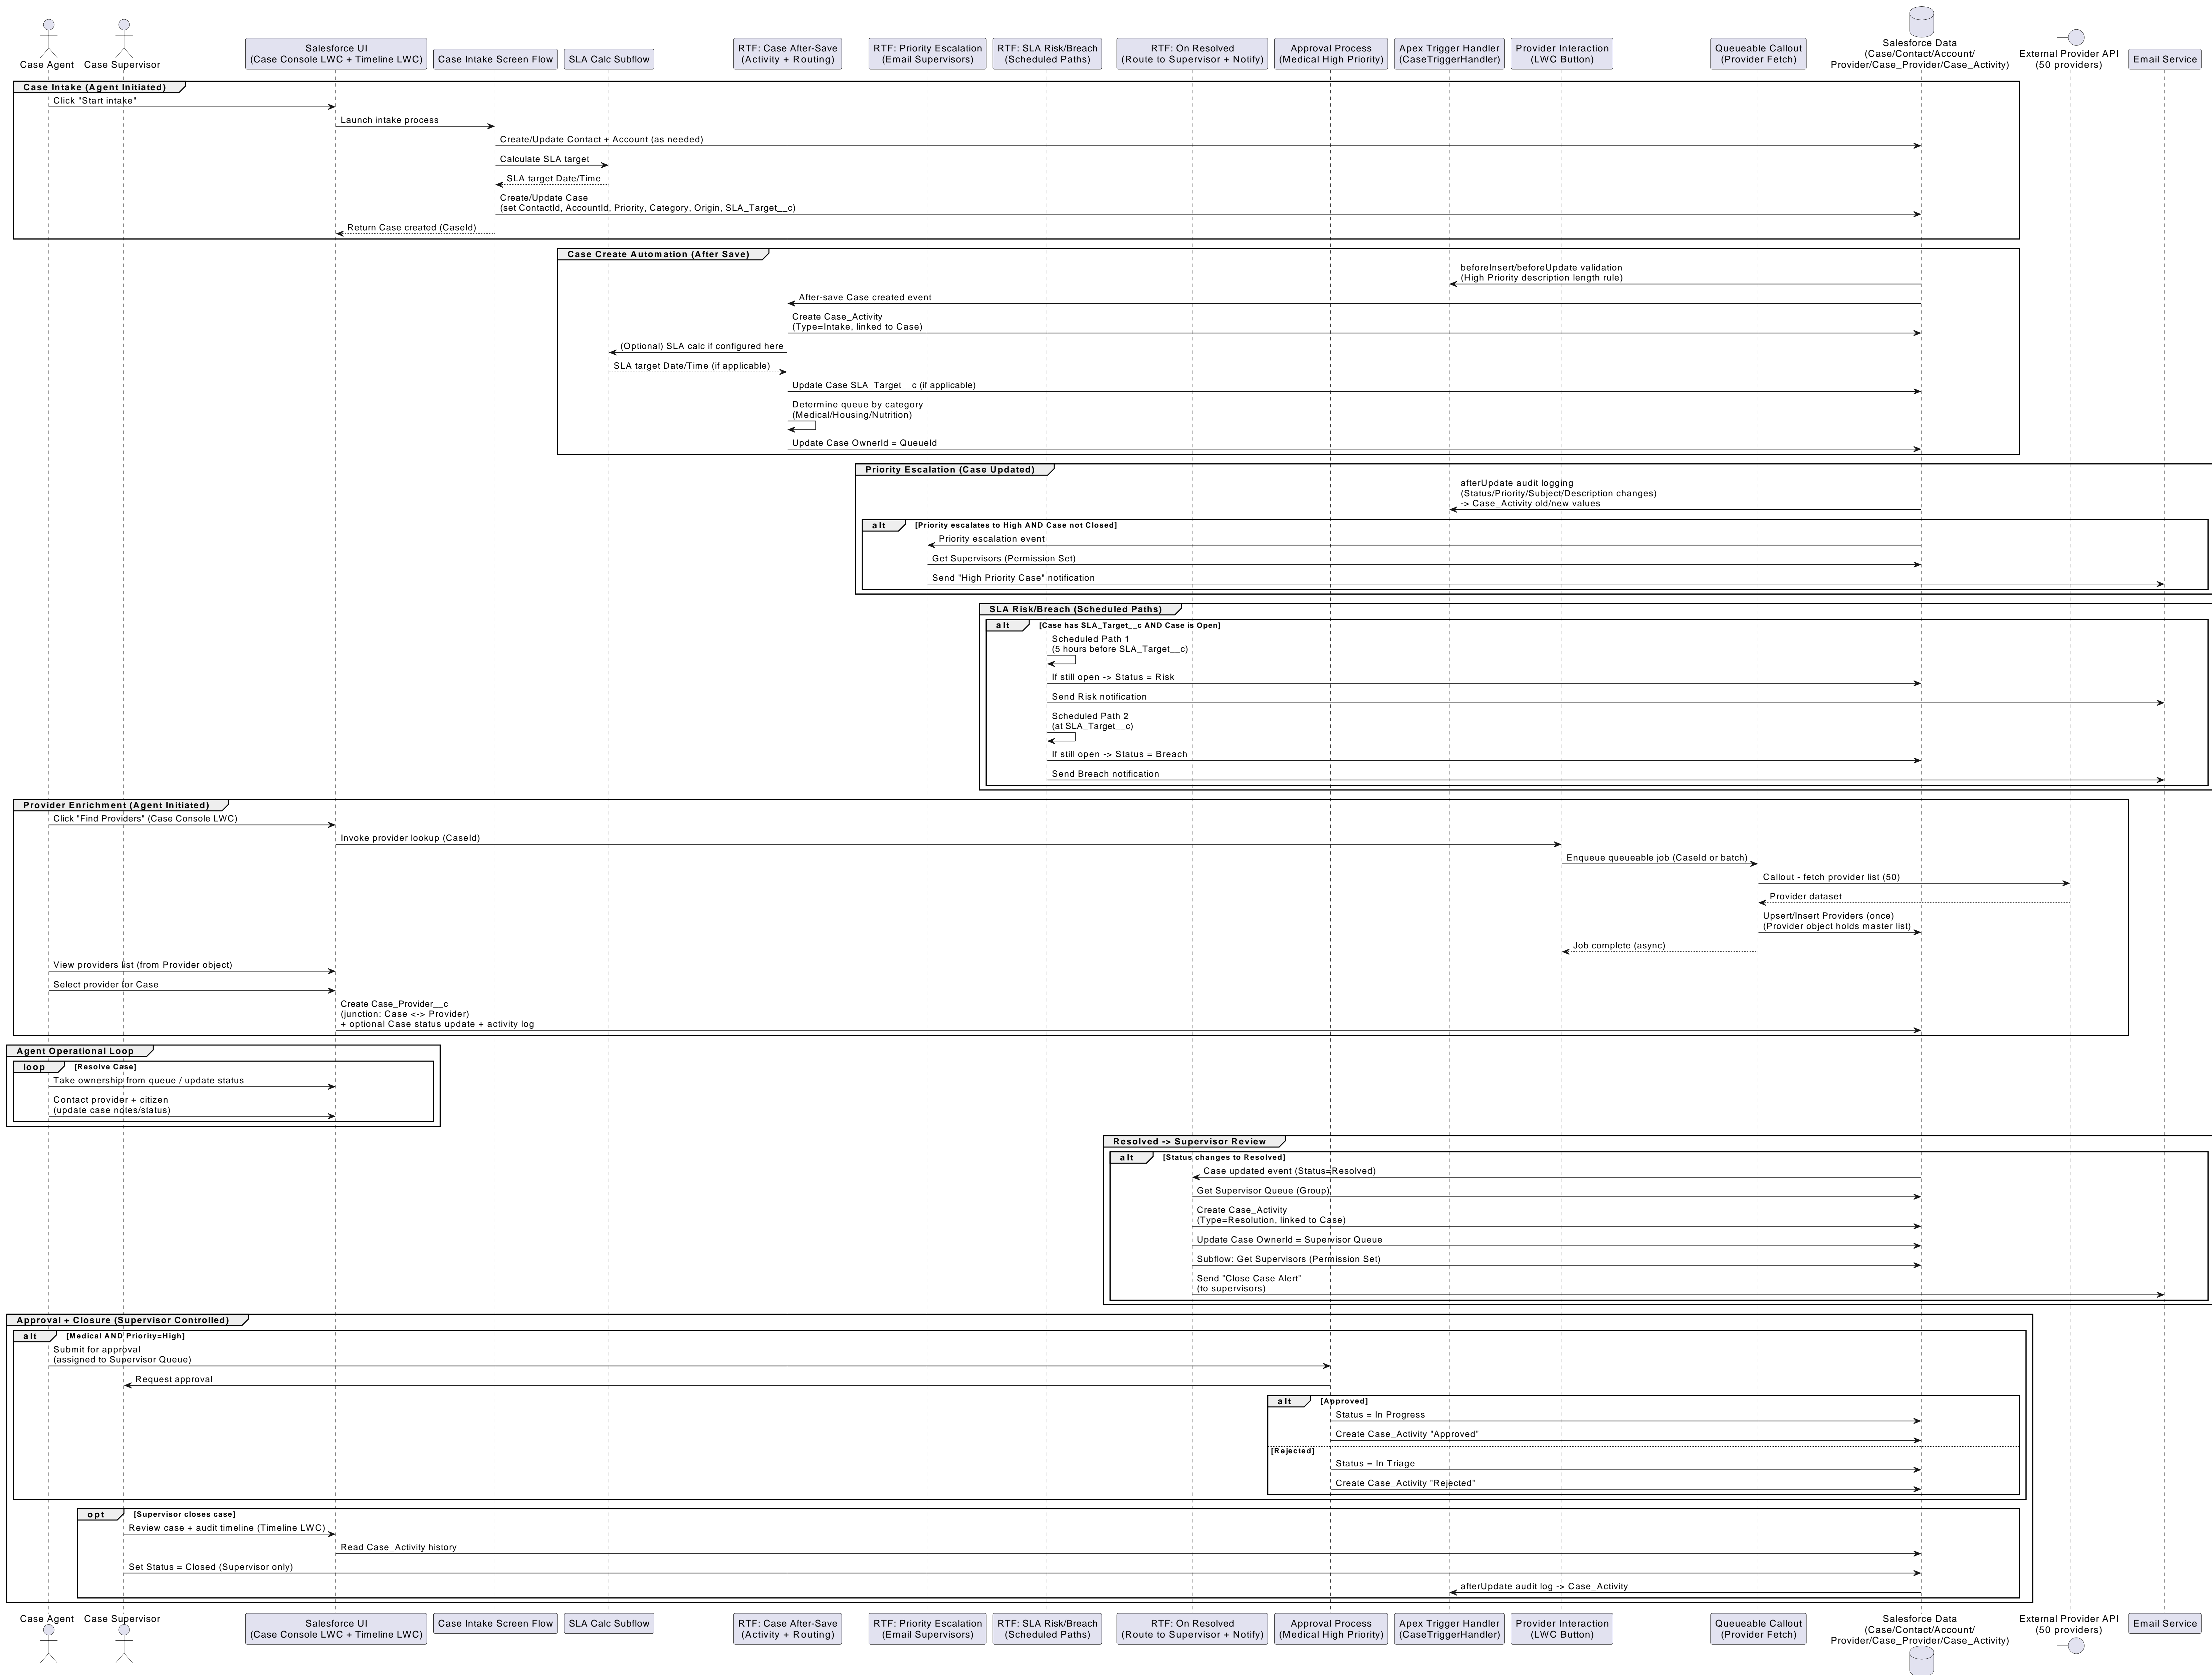 Case Agent
Case Supervisor
Salesforce UI
(Case Console LWC + Timeline LWC)
Case Intake Screen Flow
SLA Calc Subflow
RTF: Case After-Save
(Activity + Routing)
RTF: Priority Escalation
(Email Supervisors)
RTF: SLA Risk/Breach
(Scheduled Paths)
RTF: On Resolved
(Route to Supervisor + Notify)
Approval Process
(Medical High Priority)
Apex Trigger Handler
(CaseTriggerHandler)
Provider Interaction
(LWC Button)
Queueable Callout
(Provider Fetch)
Salesforce Data
(Case/Contact/Account/
Provider/Case_Provider/Case_Activity)
External Provider API
(50 providers)
Email Service
Case Intake (Agent Initiated)
Click "Start intake"
Launch intake process
Create/Update Contact + Account (as needed)
Calculate SLA target
SLA target Date/Time
Create/Update Case
(set ContactId, AccountId, Priority, Category, Origin, SLA_Target__c)
Return Case created (CaseId)
Case Create Automation (After Save)
beforeInsert/beforeUpdate validation
(High Priority description length rule)
After-save Case created event
Create Case_Activity
(Type=Intake, linked to Case)
(Optional) SLA calc if configured here
SLA target Date/Time (if applicable)
Update Case SLA_Target__c (if applicable)
Determine queue by category
(Medical/Housing/Nutrition)
Update Case OwnerId = QueueId
Priority Escalation (Case Updated)
afterUpdate audit logging
(Status/Priority/Subject/Description changes)
-> Case_Activity old/new values
alt [Priority escalates to High AND Case not Closed]
Priority escalation event
Get Supervisors (Permission Set)
Send "High Priority Case" notification
SLA Risk/Breach (Scheduled Paths)
alt [Case has SLA_Target__c AND Case is Open]
Scheduled Path 1
(5 hours before SLA_Target__c)
If still open -> Status = Risk
Send Risk notification
Scheduled Path 2
(at SLA_Target__c)
If still open -> Status = Breach
Send Breach notification
Provider Enrichment (Agent Initiated)
Click "Find Providers" (Case Console LWC)
Invoke provider lookup (CaseId)
Enqueue queueable job (CaseId or batch)
Callout - fetch provider list (50)
Provider dataset
Upsert/Insert Providers (once)
(Provider object holds master list)
Job complete (async)
View providers list (from Provider object)
Select provider for Case
Create Case_Provider__c
(junction: Case <-> Provider)
+ optional Case status update + activity log
Agent Operational Loop
loop [Resolve Case]
Take ownership from queue / update status
Contact provider + citizen
(update case notes/status)
Resolved -> Supervisor Review
alt [Status changes to Resolved]
Case updated event (Status=Resolved)
Get Supervisor Queue (Group)
Create Case_Activity
(Type=Resolution, linked to Case)
Update Case OwnerId = Supervisor Queue
Subflow: Get Supervisors (Permission Set)
Send "Close Case Alert"
(to supervisors)
Approval + Closure (Supervisor Controlled)
alt [Medical AND Priority=High]
Submit for approval
(assigned to Supervisor Queue)
Request approval
alt [Approved]
Status = In Progress
Create Case_Activity "Approved"
[Rejected]
Status = In Triage
Create Case_Activity "Rejected"
opt [Supervisor closes case]
Review case + audit timeline (Timeline LWC)
Read Case_Activity history
Set Status = Closed (Supervisor only)
afterUpdate audit log -> Case_Activity
Case Agent
Case Supervisor
Salesforce UI
(Case Console LWC + Timeline LWC)
Case Intake Screen Flow
SLA Calc Subflow
RTF: Case After-Save
(Activity + Routing)
RTF: Priority Escalation
(Email Supervisors)
RTF: SLA Risk/Breach
(Scheduled Paths)
RTF: On Resolved
(Route to Supervisor + Notify)
Approval Process
(Medical High Priority)
Apex Trigger Handler
(CaseTriggerHandler)
Provider Interaction
(LWC Button)
Queueable Callout
(Provider Fetch)
Salesforce Data
(Case/Contact/Account/
Provider/Case_Provider/Case_Activity)
External Provider API
(50 providers)
Email Service